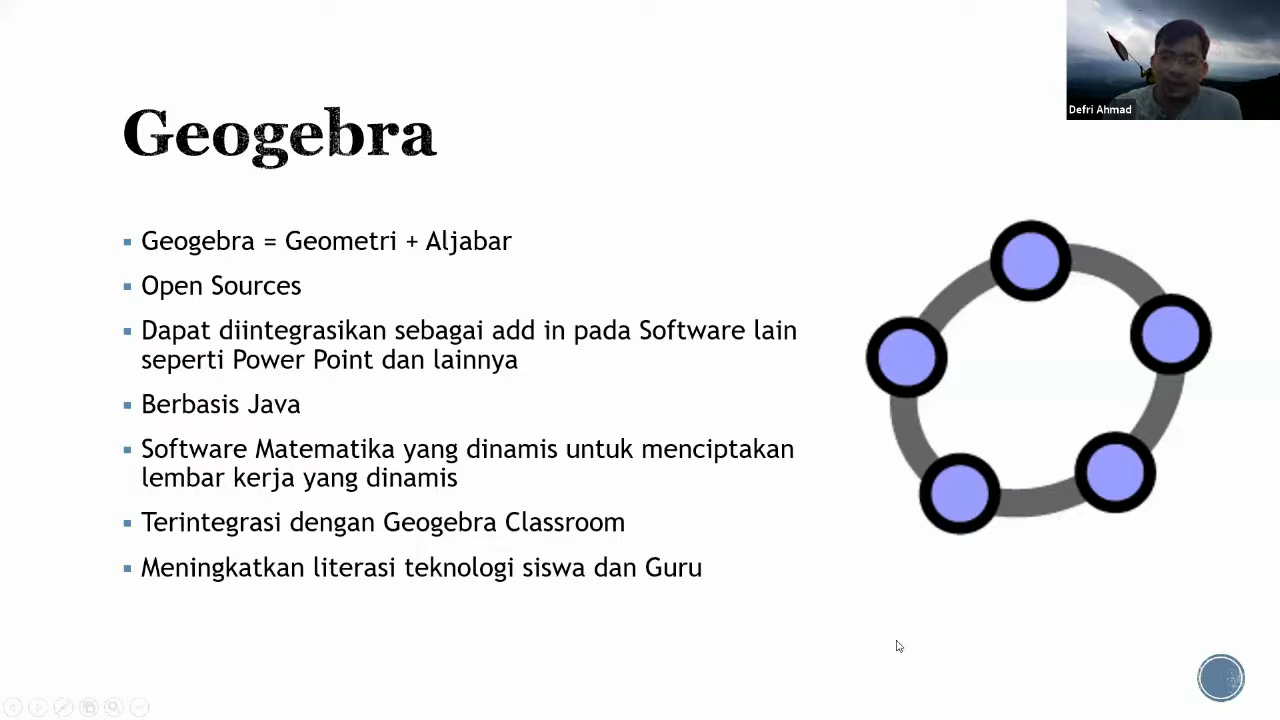 Defri Ahmad
Geogebra
Geogebra = Geometri + Aljabar
Open Sources
Dapat diintegrasikan sebagai add in pada Software lain
seperti Power Point dan lainnya
Berbasis Java
Software Matematika yang dinamis untuk menciptakan
lembar kerja yang dinamis
Terintegrasi dengan Geogebra Classroom
Meningkatkan literasi teknologi siswa dan Guru